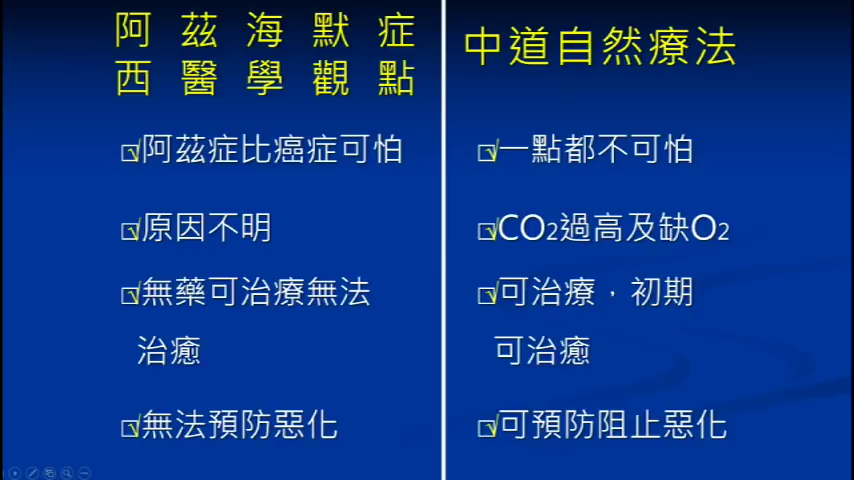 阿茲海默症
西醫學觀點
☑阿茲症比癌症可怕
☑原因不明
☑無藥可治療無法
治癒
☑無法預防惡化
中道自然療法
☑一點都不可怕
☑CO2過高及缺O2
☑可治療，初期
可治癒
☑可預防阻止惡化